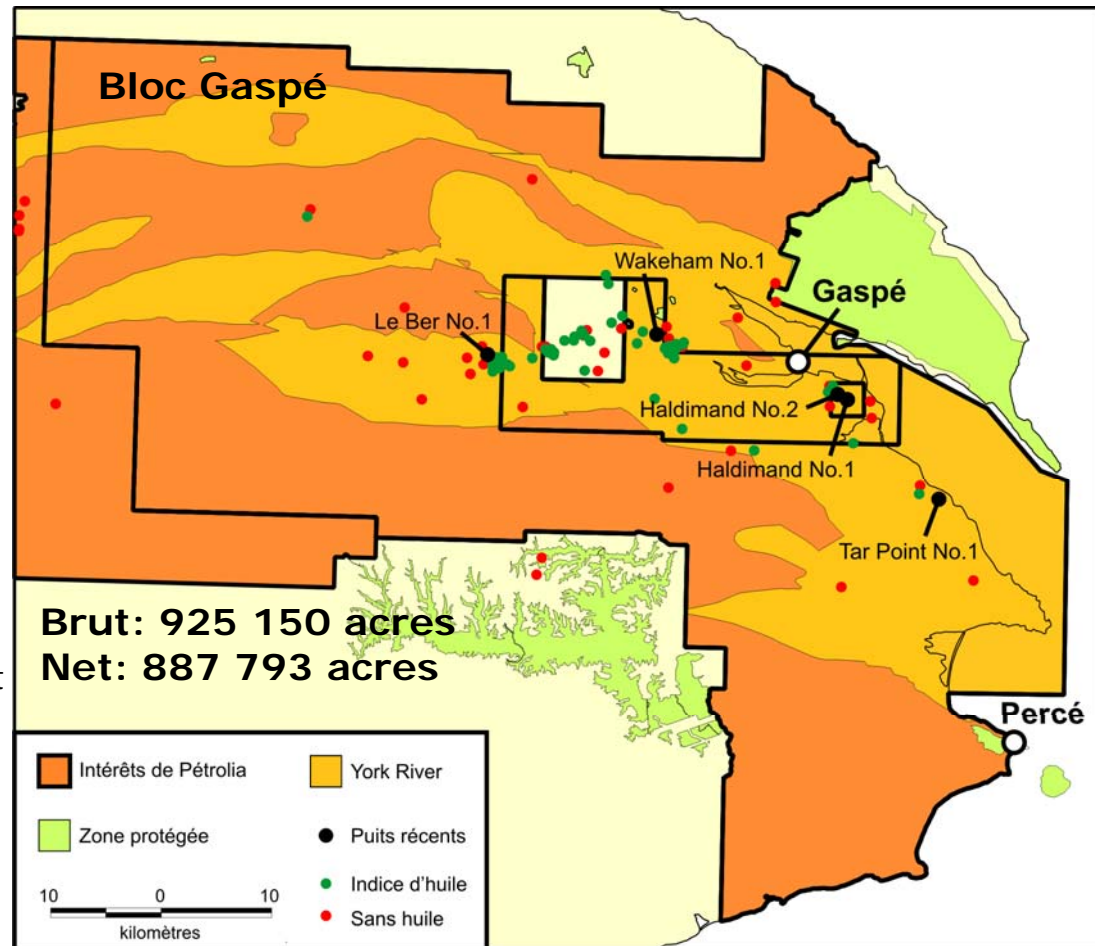 Bloc Gaspé
Wakeham No.1
Gaspé
Le Ber No.1
Haldimand No.2
Haldimand No.1
Tar Point No.1
Brut: 925 150 acres
Net: 887 793 acres
Percé
Intérêts de Pétrolia
York River
Zone protégée
Puits récents
Indice d'huile
Sans huile
10 0 10
kilomètres